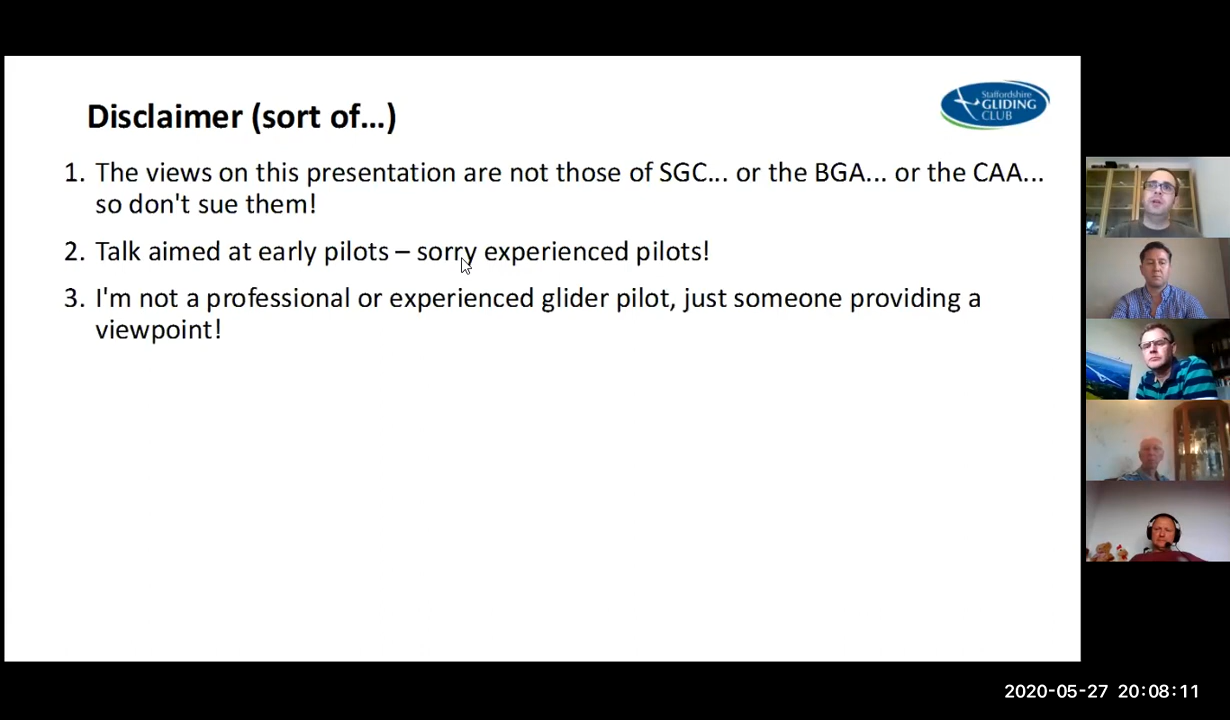 Disclaimer (sort of...)
Staffordshire
GLIDING
CLUB
1. The views on this presentation are not those of SGC... or the BGA... or the CAA...
so don't sue them!
2. Talk aimed at early pilots – sorry experienced pilots!
3. I'm not a professional or experienced glider pilot, just someone providing a
viewpoint!
2020-05-27 20:08:11